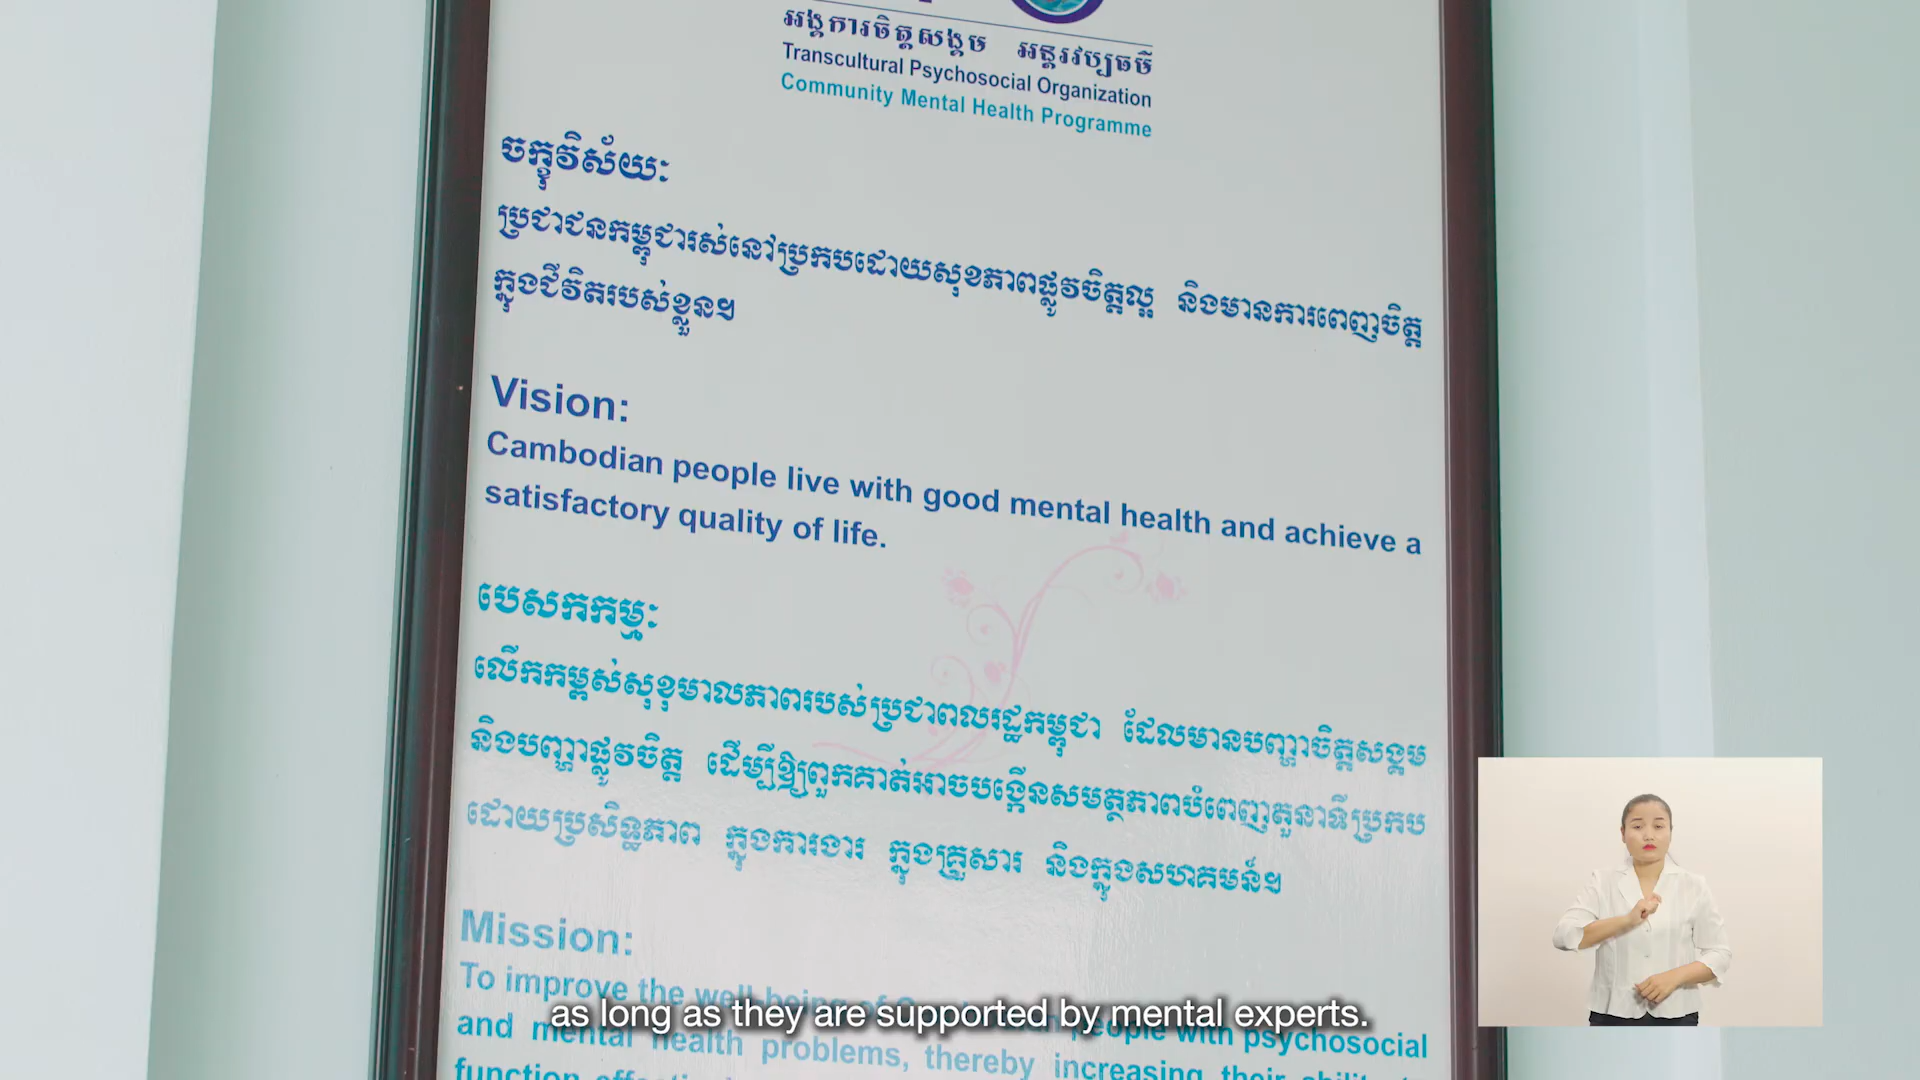 អង្គការចិត្តសង្គម អន្តរវប្បធម៌
Transcultural Psychosocial Organization
Community Mental Health Programme
ចក្ខុវិស័យ:
ប្រជាជនកម្ពុជារស់នៅប្រកបដោយសុខភាពផ្លូវចិត្តល្អ និងមានការពេញចិត្ត
ក្នុងជីវិតរបស់ខ្លួន។
Vision:
Cambodian people live with good mental health and achieve a
satisfactory quality of life.
បេសកកម្ម:
លើកកម្ពស់សុខុមាលភាពរបស់ប្រជាពលរដ្ឋកម្ពុជា ដែលមានបញ្ហាចិត្តសង្គម
និងបញ្ហាផ្លូវចិត្ត ដើម្បីឱ្យពួកគាត់អាចបង្កើនសមត្ថភាពបំពេញតួនាទីប្រកប
ដោយប្រសិទ្ធភាព ក្នុងការងារ ក្នុងគ្រួសារ និងក្នុងសហគមន៍។
Mission:
To improve the well-being of people with psychosocial
as long as they are supported by mental experts.
and mental health problems, thereby increasing their
function